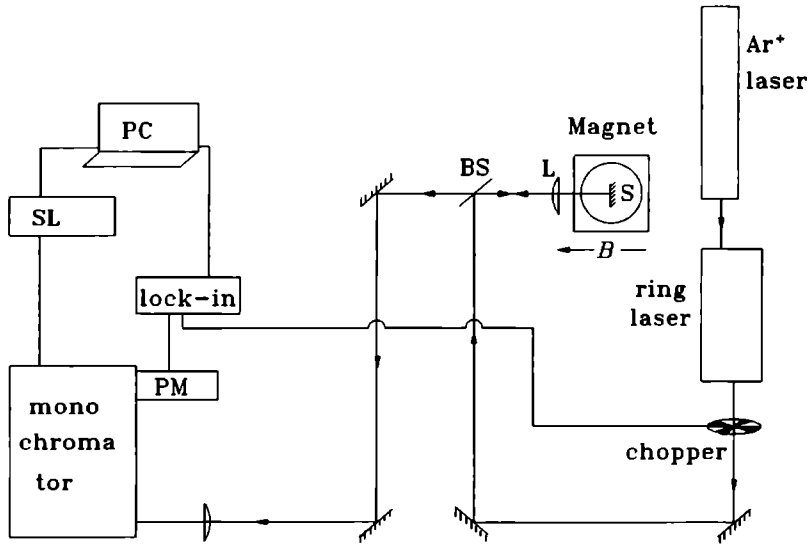 Ar⁺
laser
PC
Magnet
BS
L
S
SL
B
lock-in
ring
laser
PM
mono
chroma
tor
chopper